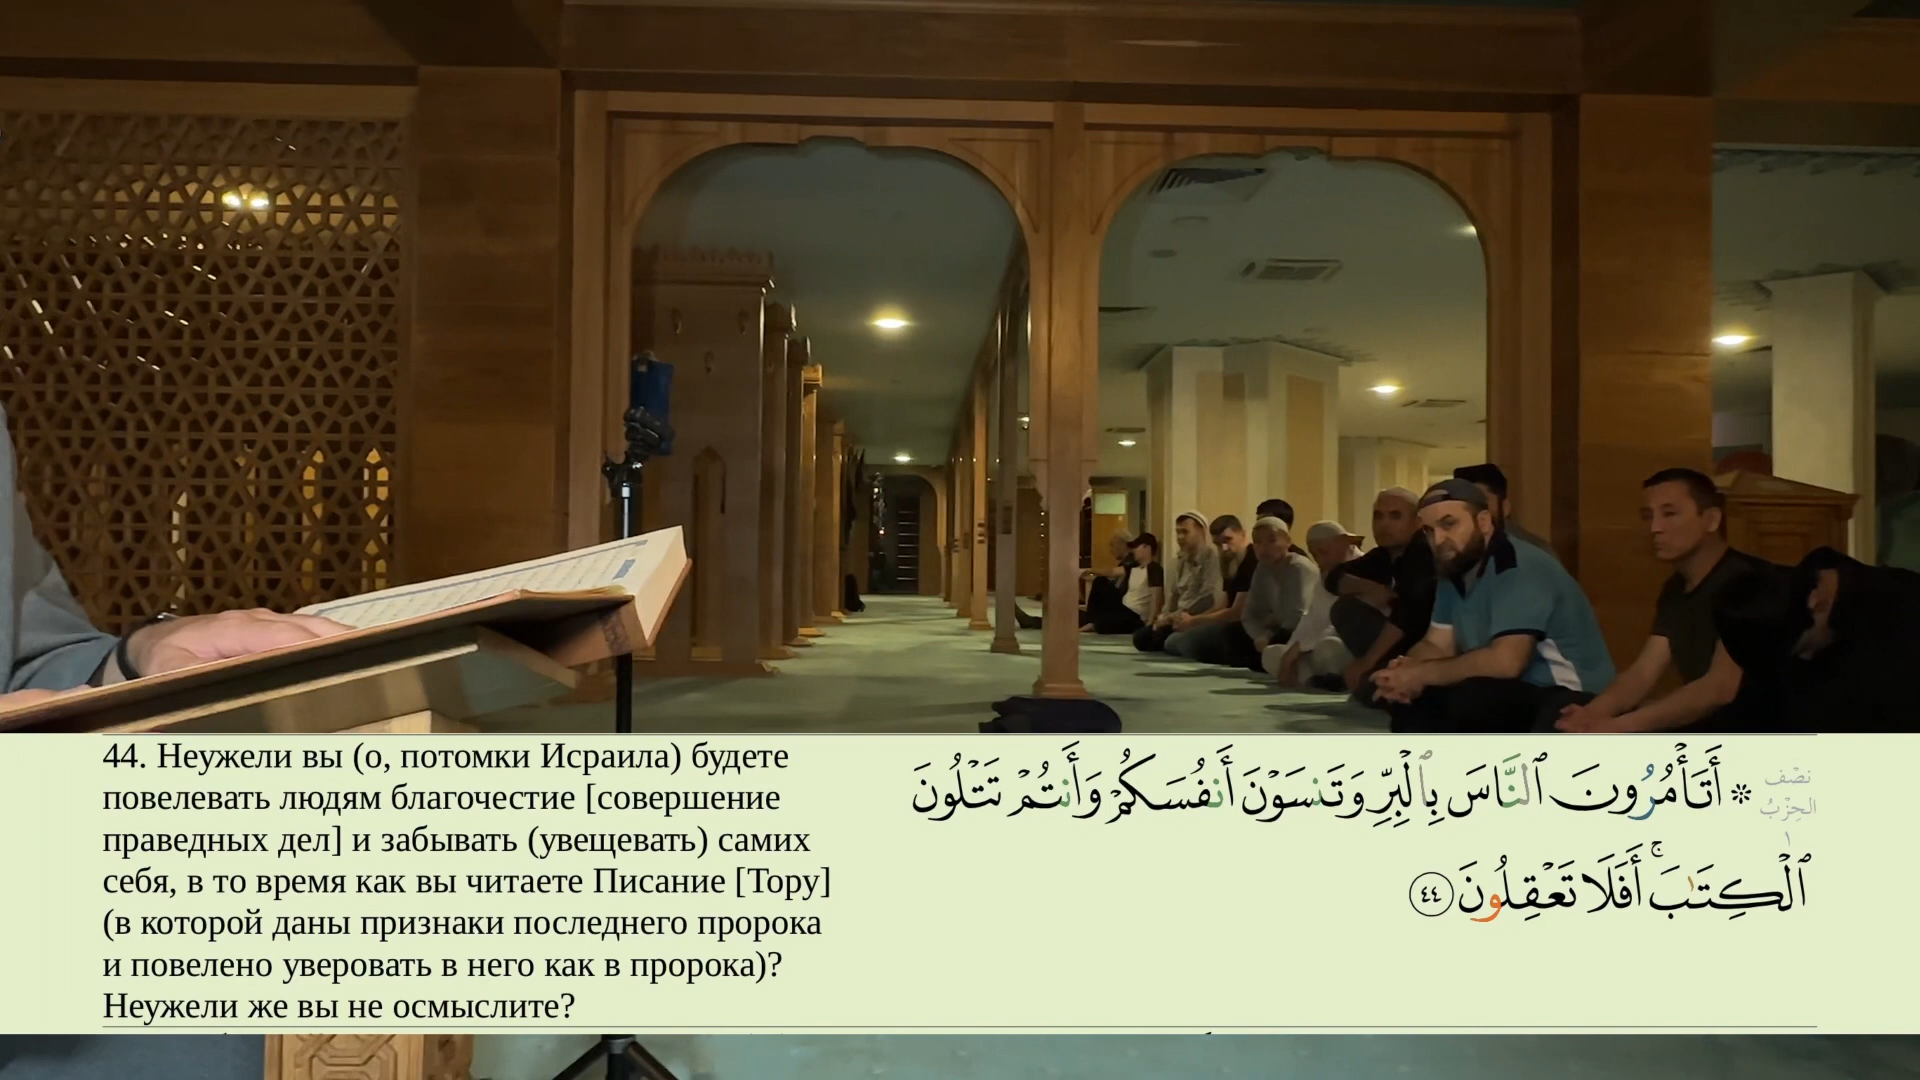 44. Неужели вы (о, потомки Исраила) будете
повелевать людям благочестие [совершение
праведных дел] и забывать (увещевать) самих
себя, в то время как вы читаете Писание [Тору]
(в которой даны признаки последнего пророка
и повелено уверовать в него как в пророка)?
Неужели же вы не осмыслите?
نصف
الحزب
١
۞ أَتَأۡمُرُونَ ٱلنَّاسَ بِٱلۡبِرِّ وَتَنسَوۡنَ أَنفُسَكُمۡ وَأَنتُمۡ تَتۡلُونَ
ٱلۡكِتَٰبَۚ أَفَلَا تَعۡقِلُونَ ٤٤